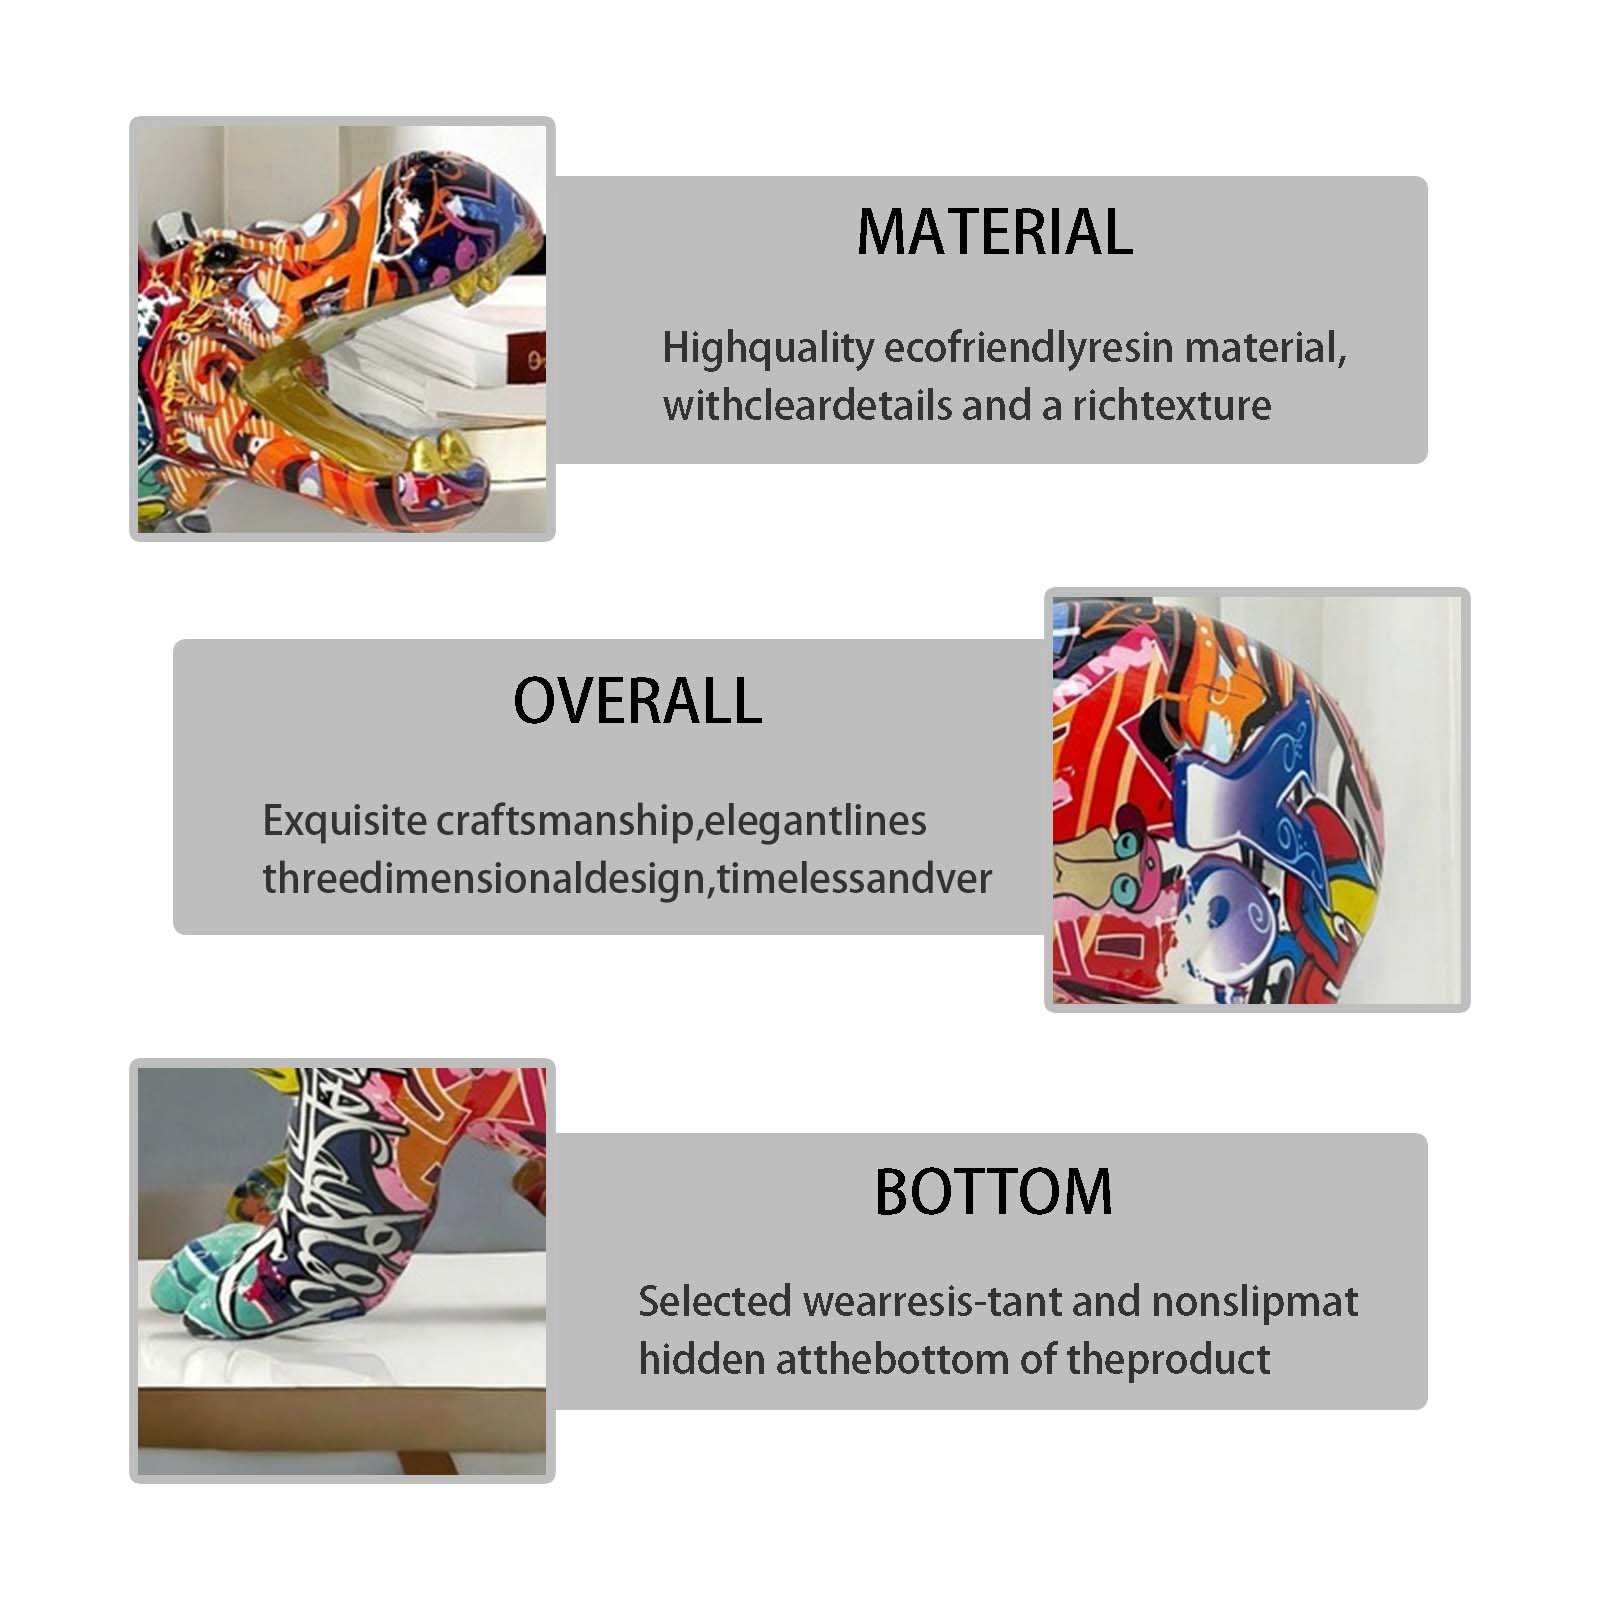 MATERIAL
Highquality ecofriendlyresin material,
withcleardetails and a richtexture
OVERALL
Exquisite craftsmanship,elegantlines
threedimensionaldesign,timelessandver
BOTTOM
Selected wearresis-tant and nonslipmat
hidden atthebottom of theproduct